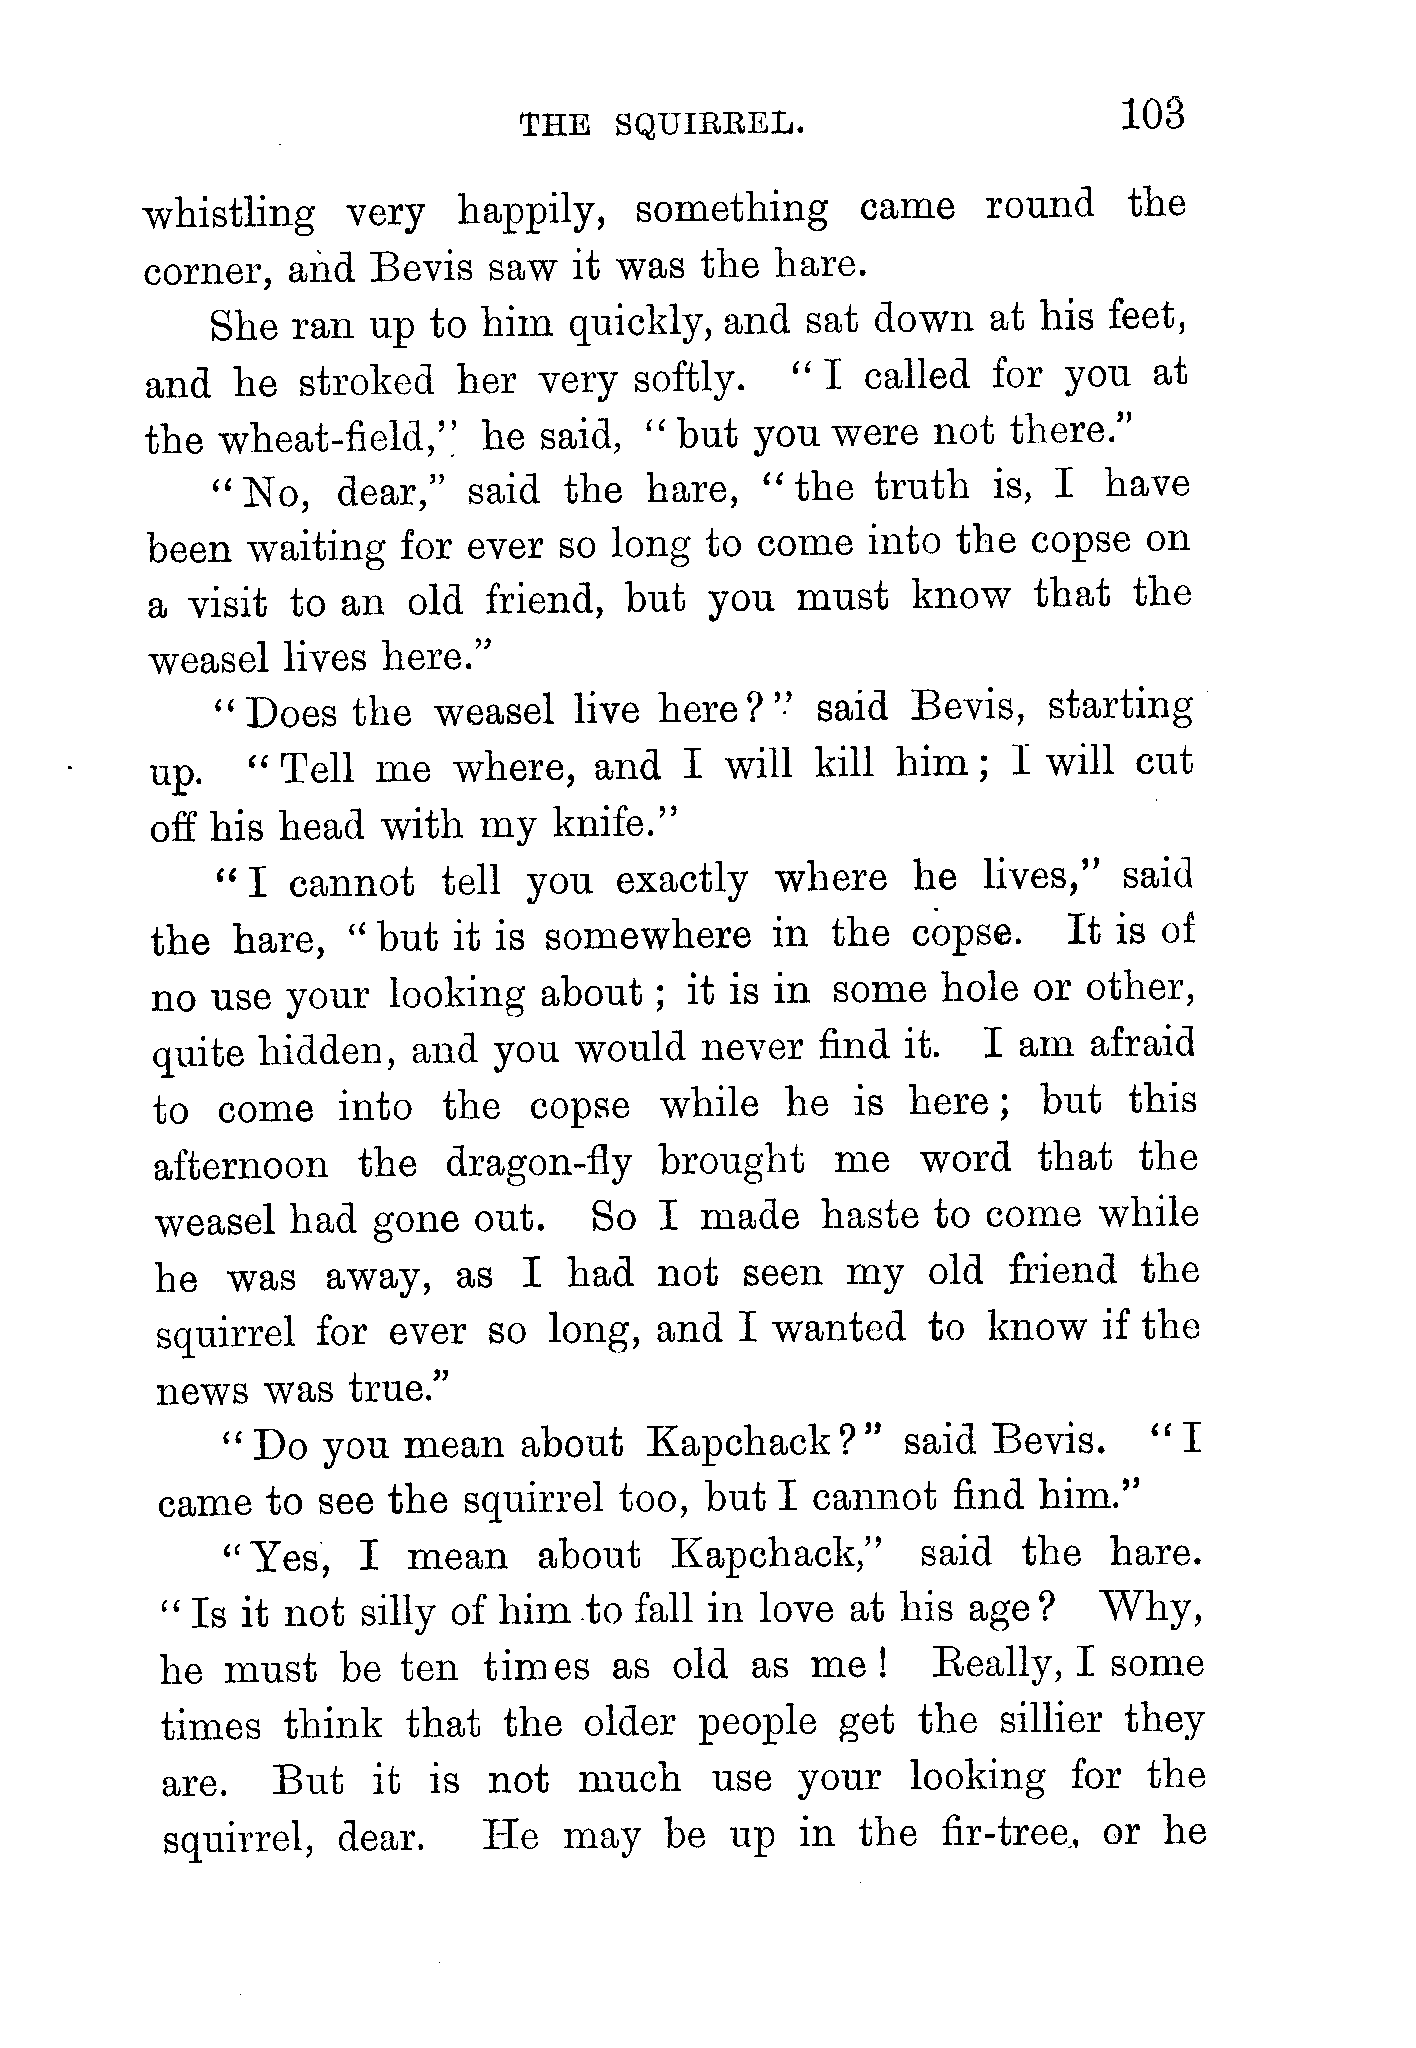 THE SQUIRREL. 103
whistling very happily, something came round the
corner, and Bevis saw it was the hare.
She ran up to him quickly, and sat down at his feet,
and he stroked her very softly. "I called for you at
the wheat-field," he said, "but you were not there."
"No, dear," said the hare, "the truth is, I have
been waiting for ever so long to come into the copse on
a visit to an old friend, but you must know that the
weasel lives here."
"Does the weasel live here?" said Bevis, starting
up. "Tell me where, and I will kill him; I will cut
off his head with my knife."
"I cannot tell you exactly where he lives," said
the hare, "but it is somewhere in the copse. It is of
no use your looking about; it is in some hole or other,
quite hidden, and you would never find it. I am afraid
to come into the copse while he is here; but this
afternoon the dragon-fly brought me word that the
weasel had gone out. So I made haste to come while
he was away, as I had not seen my old friend the
squirrel for ever so long, and I wanted to know if the
news was true."
"Do you mean about Kapchack?" said Bevis. "I
came to see the squirrel too, but I cannot find him."
"Yes, I mean about Kapchack," said the hare.
"Is it not silly of him to fall in love at his age? Why,
he must be ten times as old as me! Really, I some
times think that the older people get the sillier they
are. But it is not much use your looking for the
squirrel, dear. He may be up in the fir-tree, or he